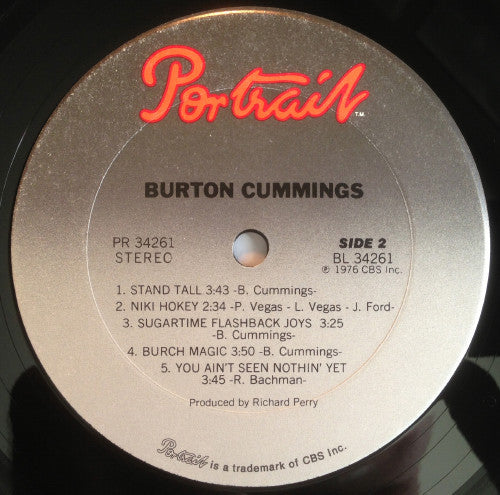 Portrait
T.M.
BURTON CUMMINGS
PR 34261
STEREO
SIDE 2
BL 34261
℗ 1976 CBS Inc.
1. STAND TALL 3:43 -B. Cummings-
2. NIKI HOKEY 2:34 -P. Vegas - L. Vegas - J. Ford-
3. SUGARTIME FLASHBACK JOYS 3:25
-B. Cummings-
4. BURCH MAGIC 3:50 -B. Cummings-
5. YOU AIN'T SEEN NOTHIN' YET
3:45 -R. Bachman-
Produced by Richard Perry
Portrait is a trademark of CBS Inc.